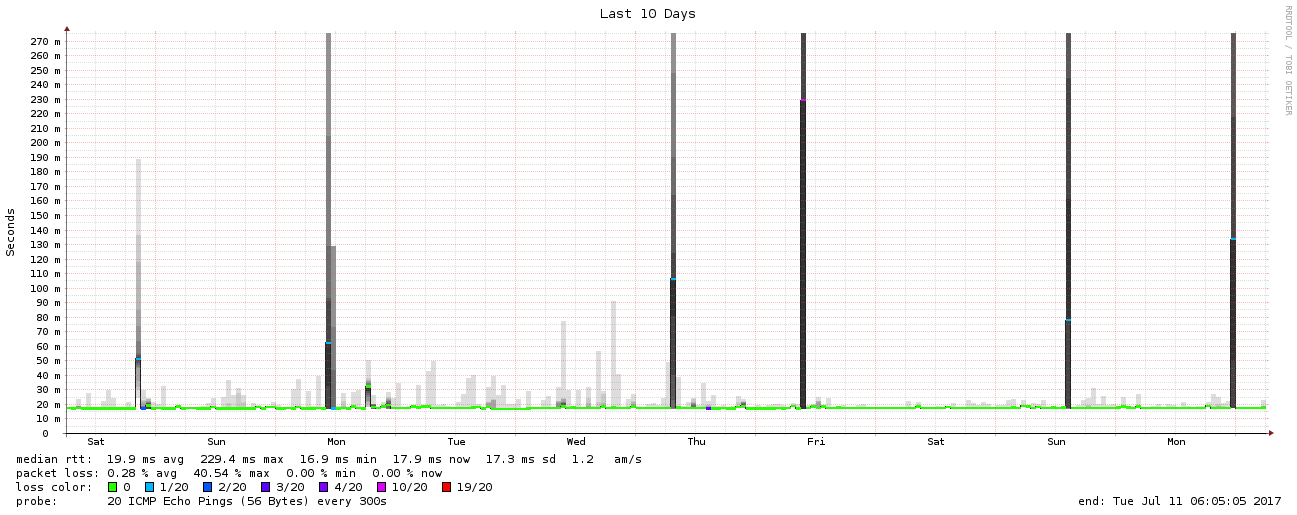 Last 10 Days
RRDTOOL / TOBI OETIKER
Seconds
270 m
260 m
250 m
240 m
230 m
220 m
210 m
200 m
190 m
180 m
170 m
160 m
150 m
140 m
130 m
120 m
110 m
100 m
90 m
80 m
70 m
60 m
50 m
40 m
30 m
20 m
10 m
0
Sat Sun Mon Tue Wed Thu Fri Sat Sun Mon
median rtt: 19.9 ms avg 229.4 ms max 16.9 ms min 17.9 ms now 17.3 ms sd 1.2 am/s
packet loss: 0.28 % avg 40.54 % max 0.00 % min 0.00 % now
loss color: 0 1/20 2/20 3/20 4/20 10/20 19/20
probe: 20 ICMP Echo Pings (56 Bytes) every 300s end: Tue Jul 11 06:05:05 2017